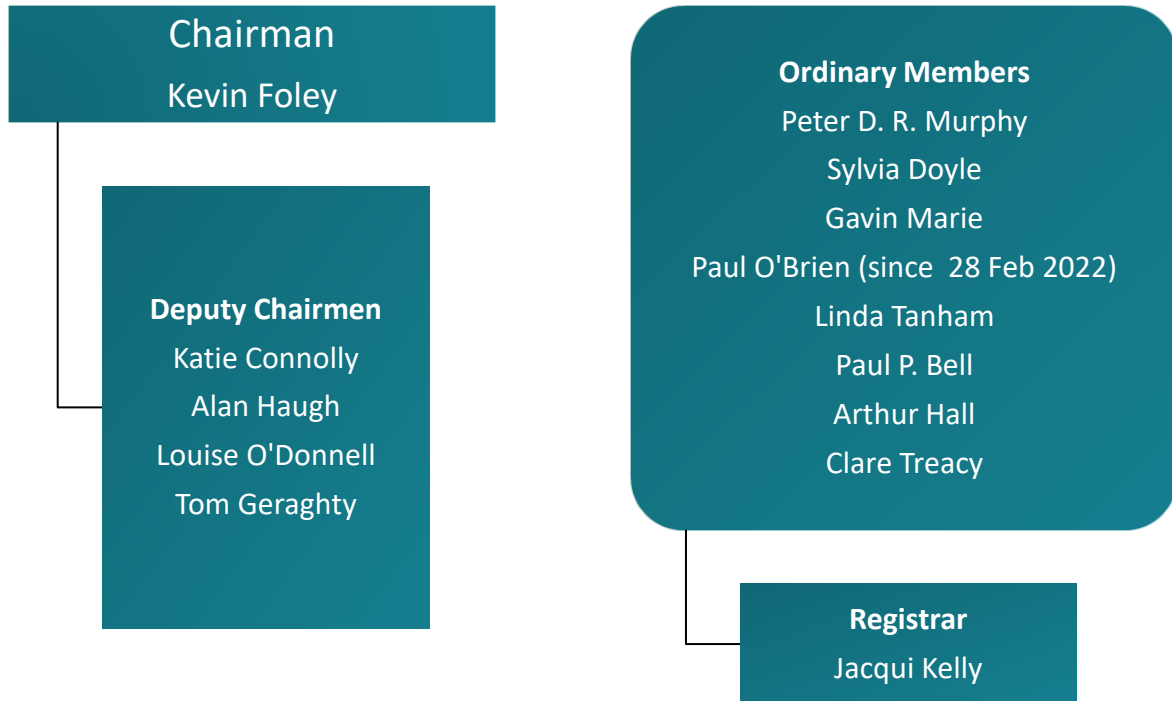 Chairman
Kevin Foley
Deputy Chairmen
Katie Connolly
Alan Haugh
Louise O'Donnell
Tom Geraghty
Ordinary Members
Peter D. R. Murphy
Sylvia Doyle
Gavin Marie
Paul O'Brien (since 28 Feb 2022)
Linda Tanham
Paul P. Bell
Arthur Hall
Clare Treacy
Registrar
Jacqui Kelly